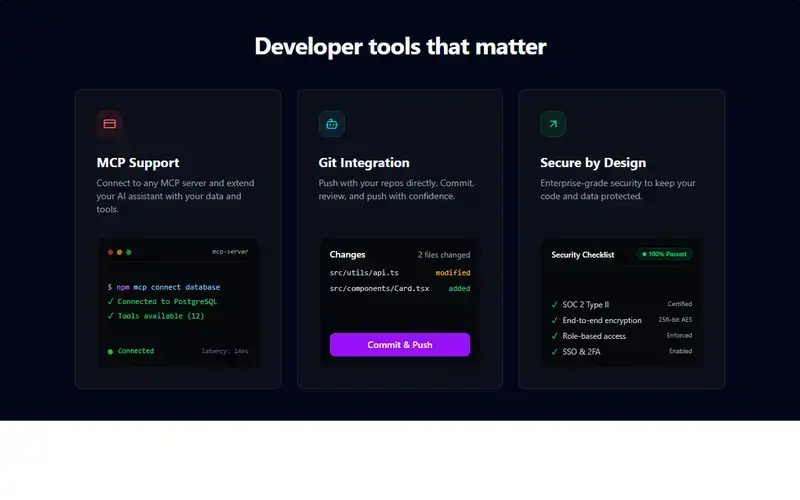 Developer tools that matter
MCP Support
Connect to any MCP server and extend
your AI assistant with your data and
tools.
mcp-server
$ npm mcp connect database
✓ Connected to PostgreSQL
✓ Tools available (12)
Connected latency: 14ms
Git Integration
Push with your repos directly. Commit,
review, and push with confidence.
Changes 2 files changed
src/utils/api.ts modified
src/components/Card.tsx added
Commit & Push
Secure by Design
Enterprise-grade security to keep your
code and data protected.
Security Checklist 100% Passed
✓ SOC 2 Type II Certified
✓ End-to-end encryption 256-bit AES
✓ Role-based access Enforced
✓ SSO & 2FA Enabled